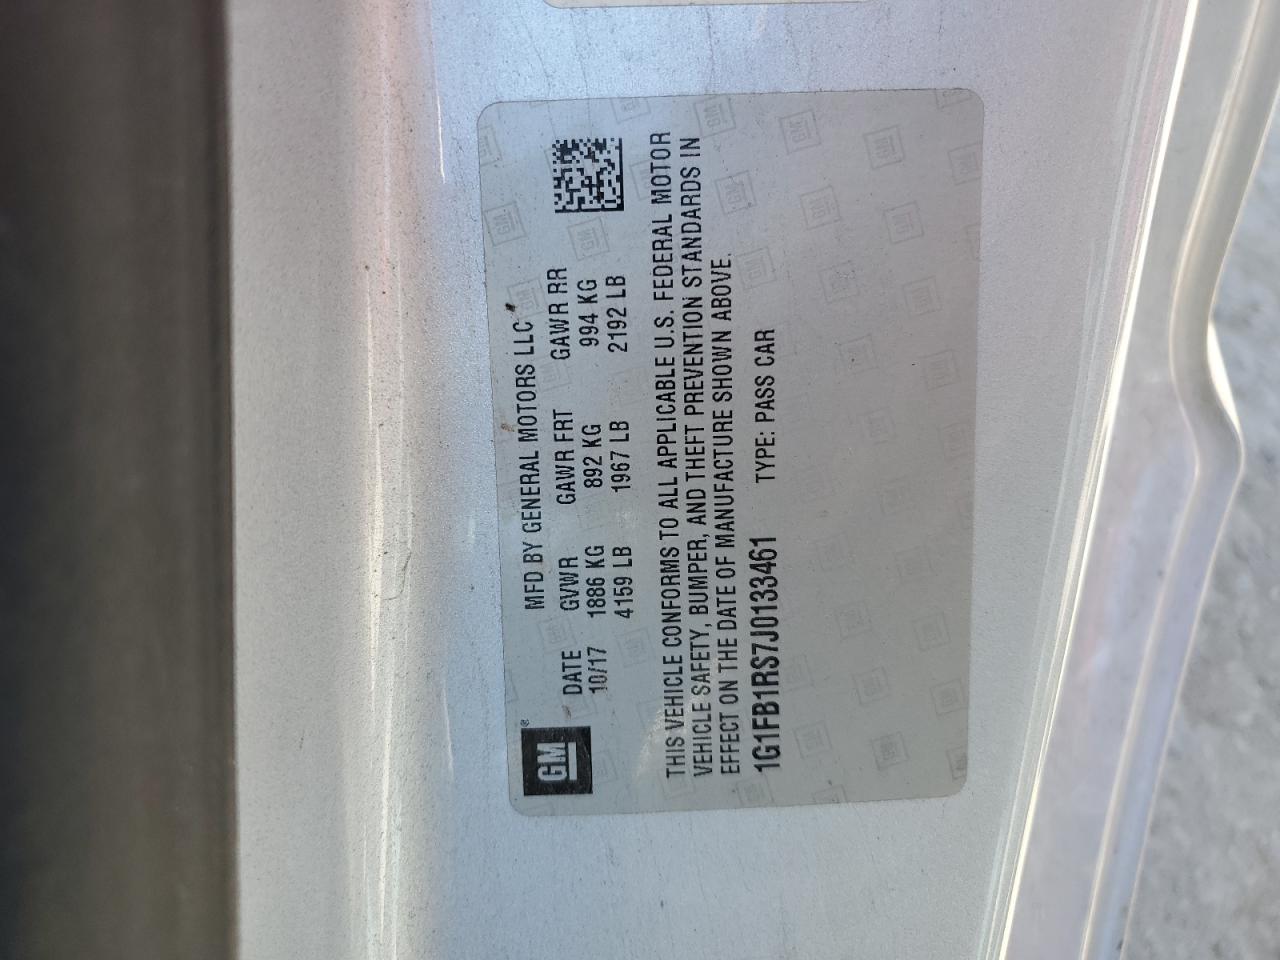 GM®
MFD BY GENERAL MOTORS LLC
DATE GVWR GAWR FRT GAWR RR
10/17 1886 KG 892 KG 994 KG
4159 LB 1967 LB 2192 LB
THIS VEHICLE CONFORMS TO ALL APPLICABLE U.S. FEDERAL MOTOR
VEHICLE SAFETY, BUMPER, AND THEFT PREVENTION STANDARDS IN
EFFECT ON THE DATE OF MANUFACTURE SHOWN ABOVE.
1G1FB1RS7J0133461 TYPE: PASS CAR